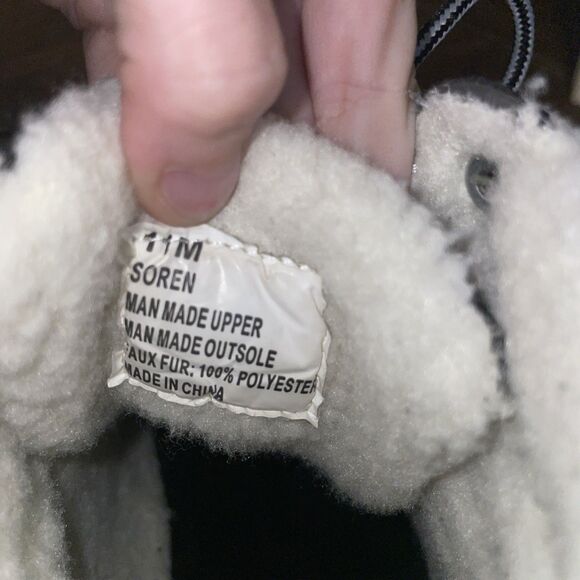 11M
SOREN
MAN MADE UPPER
MAN MADE OUTSOLE
FAUX FUR: 100% POLYESTER
MADE IN CHINA